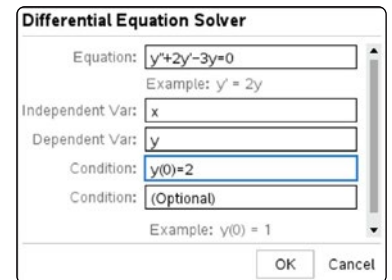 Differential Equation Solver
Equation: y''+2y'−3y=0
Example: y' = 2y
Independent Var: x
Dependent Var: y
Condition: y(0)=2
Condition: (Optional)
Example: y(0) = 1
OK Cancel